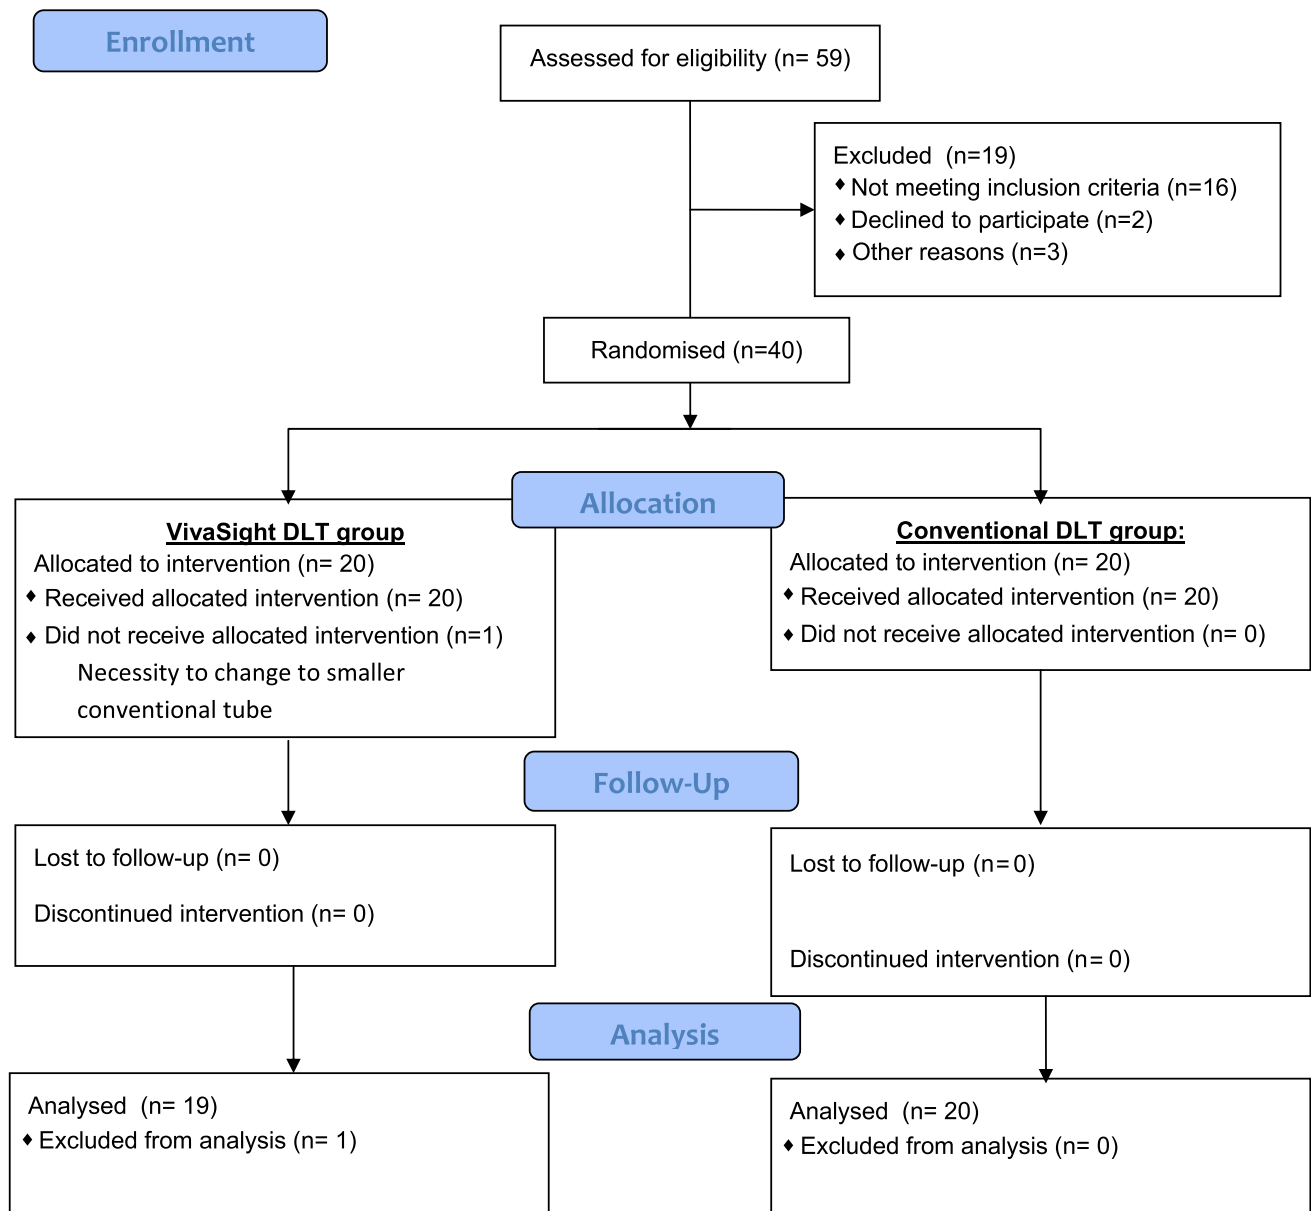 Enrollment
Assessed for eligibility (n= 59)
Excluded (n=19)
♦ Not meeting inclusion criteria (n=16)
♦ Declined to participate (n=2)
♦ Other reasons (n=3)
Randomised (n=40)
Allocation
VivaSight DLT group
Allocated to intervention (n= 20)
♦ Received allocated intervention (n= 20)
♦ Did not receive allocated intervention (n=1)
Necessity to change to smaller
conventional tube
Conventional DLT group:
Allocated to intervention (n= 20)
♦ Received allocated intervention (n= 20)
♦ Did not receive allocated intervention (n= 0)
Follow-Up
Lost to follow-up (n= 0)
Discontinued intervention (n= 0)
Lost to follow-up (n= 0)
Discontinued intervention (n= 0)
Analysis
Analysed (n= 19)
♦ Excluded from analysis (n= 1)
Analysed (n= 20)
♦ Excluded from analysis (n= 0)